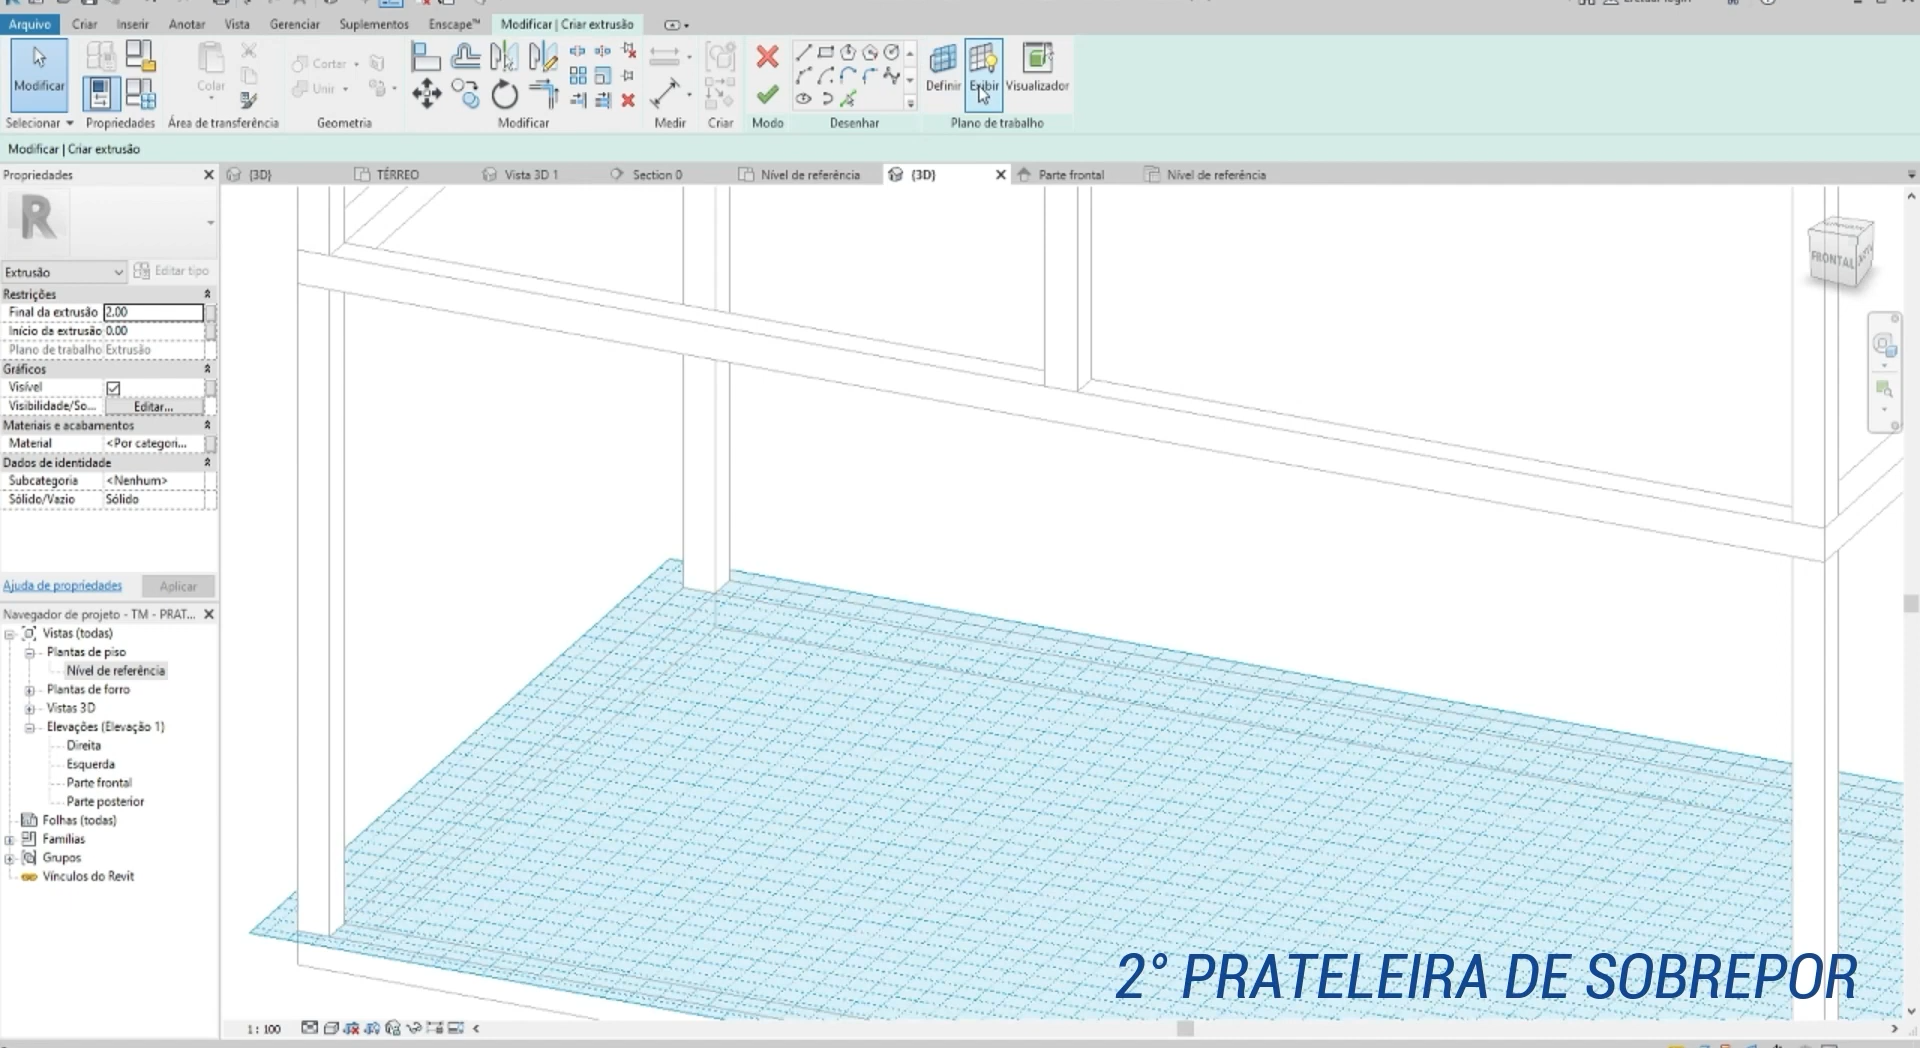 Arquivo Criar Inserir Anotar Vista Gerenciar Suplementos Enscape™ Modificar | Criar extrusão
Modificar
Colar
Cortar
Unir
Definir Exibir Visualizador
Selecionar Propriedades Área de transferência Geometria Modificar Medir Criar Modo Desenhar Plano de trabalho
Modificar | Criar extrusão
Propriedades
{3D} TÉRREO Vista 3D 1 Section 0 Nível de referência {3D} Parte frontal Nível de referência
R
Extrusão Editar tipo
Restrições
Final da extrusão 2.00
Início da extrusão 0.00
Plano de trabalho Extrusão
Gráficos
Visível
Visibilidade/So... Editar...
Materiais e acabamentos
Material <Por categori...
Dados de identidade
Subcategoria <Nenhum>
Sólido/Vazio Sólido
Ajuda de propriedades Aplicar
Navegador de projeto - TM - PRAT...
Vistas (todas)
Plantas de piso
Nível de referência
Plantas de forro
Vistas 3D
Elevações (Elevação 1)
Direita
Esquerda
Parte frontal
Parte posterior
Folhas (todas)
Famílias
Grupos
Vínculos do Revit
FRONTAL
2° PRATELEIRA DE SOBREPOR
1 : 100